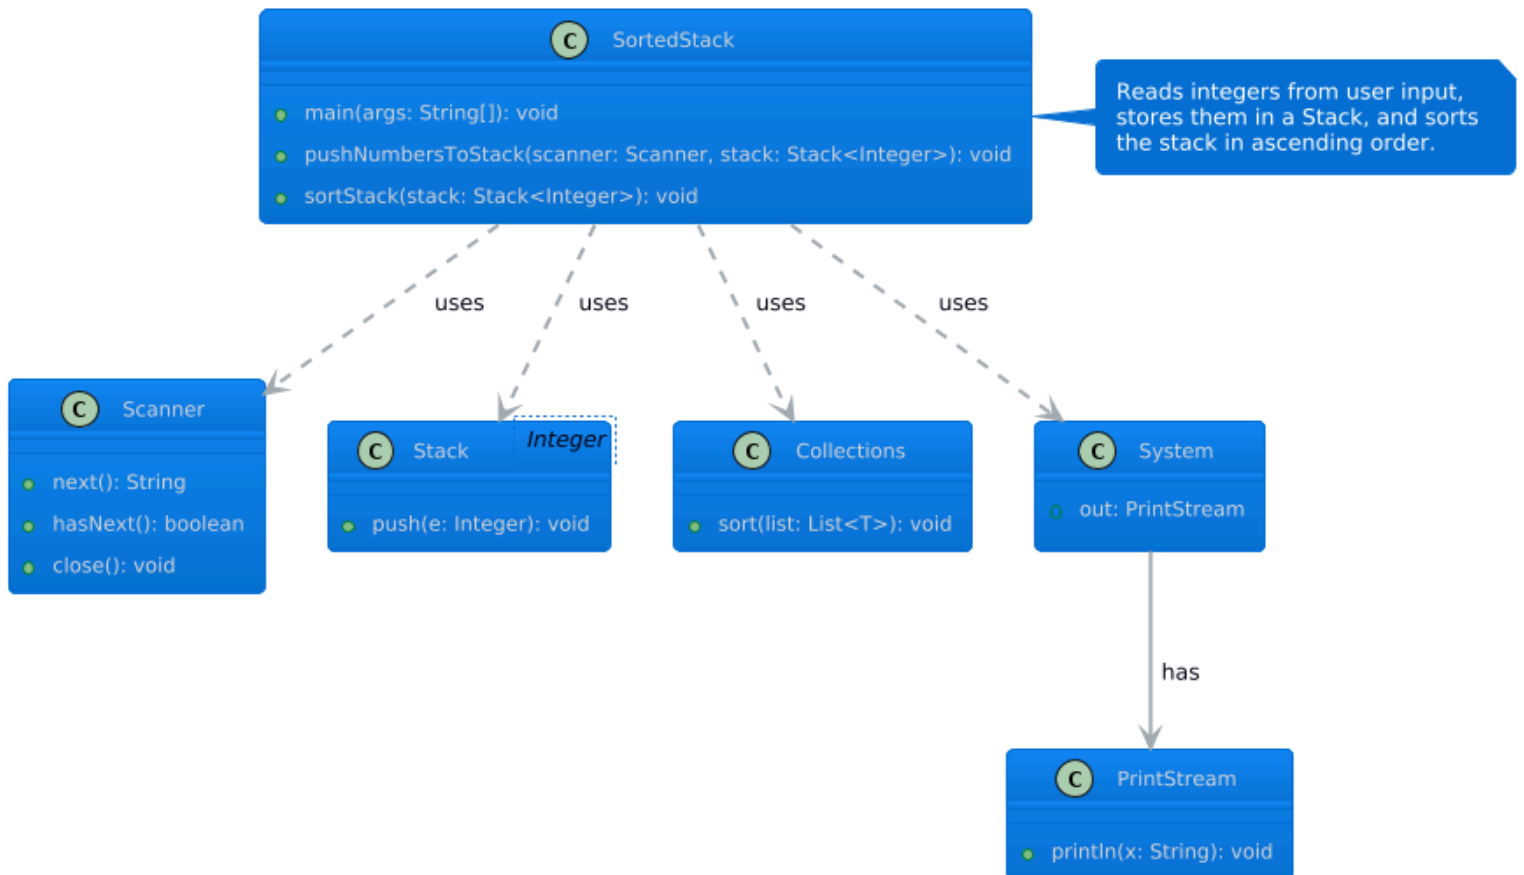 C SortedStack
main(args: String[]): void
pushNumbersToStack(scanner: Scanner, stack: Stack<Integer>): void
sortStack(stack: Stack<Integer>): void
Reads integers from user input,
stores them in a Stack, and sorts
the stack in ascending order.
uses
uses
uses
uses
C Scanner
next(): String
hasNext(): boolean
close(): void
C Stack
Integer
push(e: Integer): void
C Collections
sort(list: List<T>): void
C System
out: PrintStream
has
C PrintStream
println(x: String): void